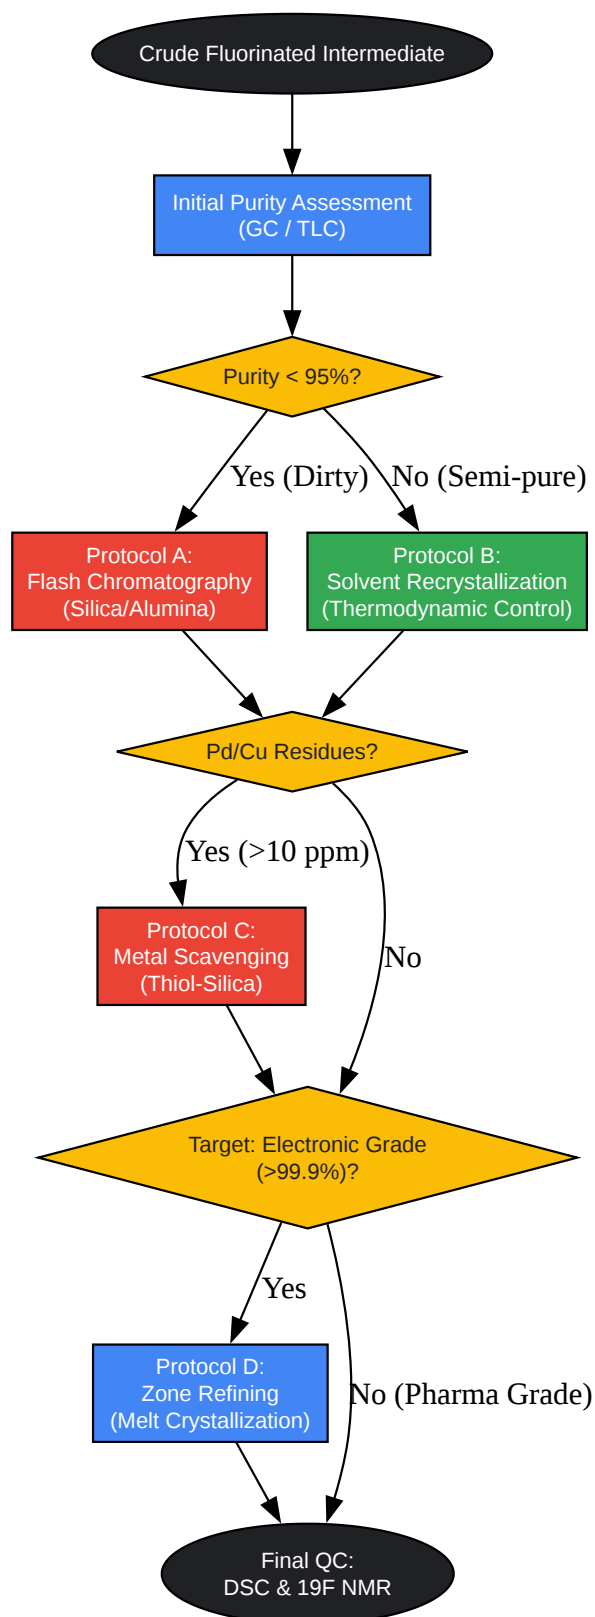 Crude Fluorinated Intermediate
Initial Purity Assessment
(GC / TLC)
Purity < 95%?
Yes (Dirty)
No (Semi-pure)
Protocol A:
Flash Chromatography
(Silica/Alumina)
Protocol B:
Solvent Recrystallization
(Thermodynamic Control)
Pd/Cu Residues?
Yes (>10 ppm)
Protocol C:
Metal Scavenging
(Thiol-Silica)
No
Target: Electronic Grade
(>99.9%)?
Yes
Protocol D:
Zone Refining
(Melt Crystallization)
No (Pharma Grade)
Final QC:
DSC & 19F NMR